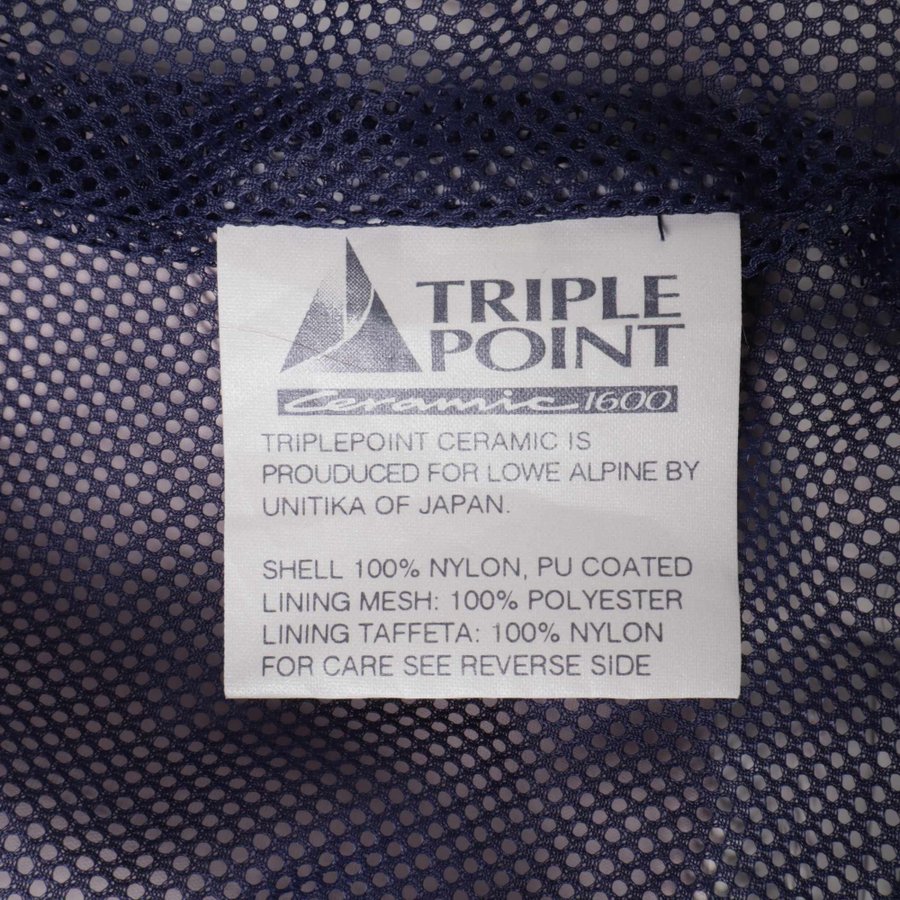 TRIPLE
POINT
Ceramic 1600
TRIPLEPOINT CERAMIC IS
PROUDUCED FOR LOWE ALPINE BY
UNITIKA OF JAPAN.
SHELL 100% NYLON, PU COATED
LINING MESH: 100% POLYESTER
LINING TAFFETA: 100% NYLON
FOR CARE SEE REVERSE SIDE